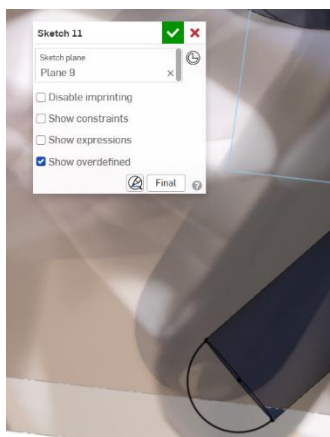 Sketch 11
Sketch plane
Plane 9
Disable imprinting
Show constraints
Show expressions
Show overdefined
Final